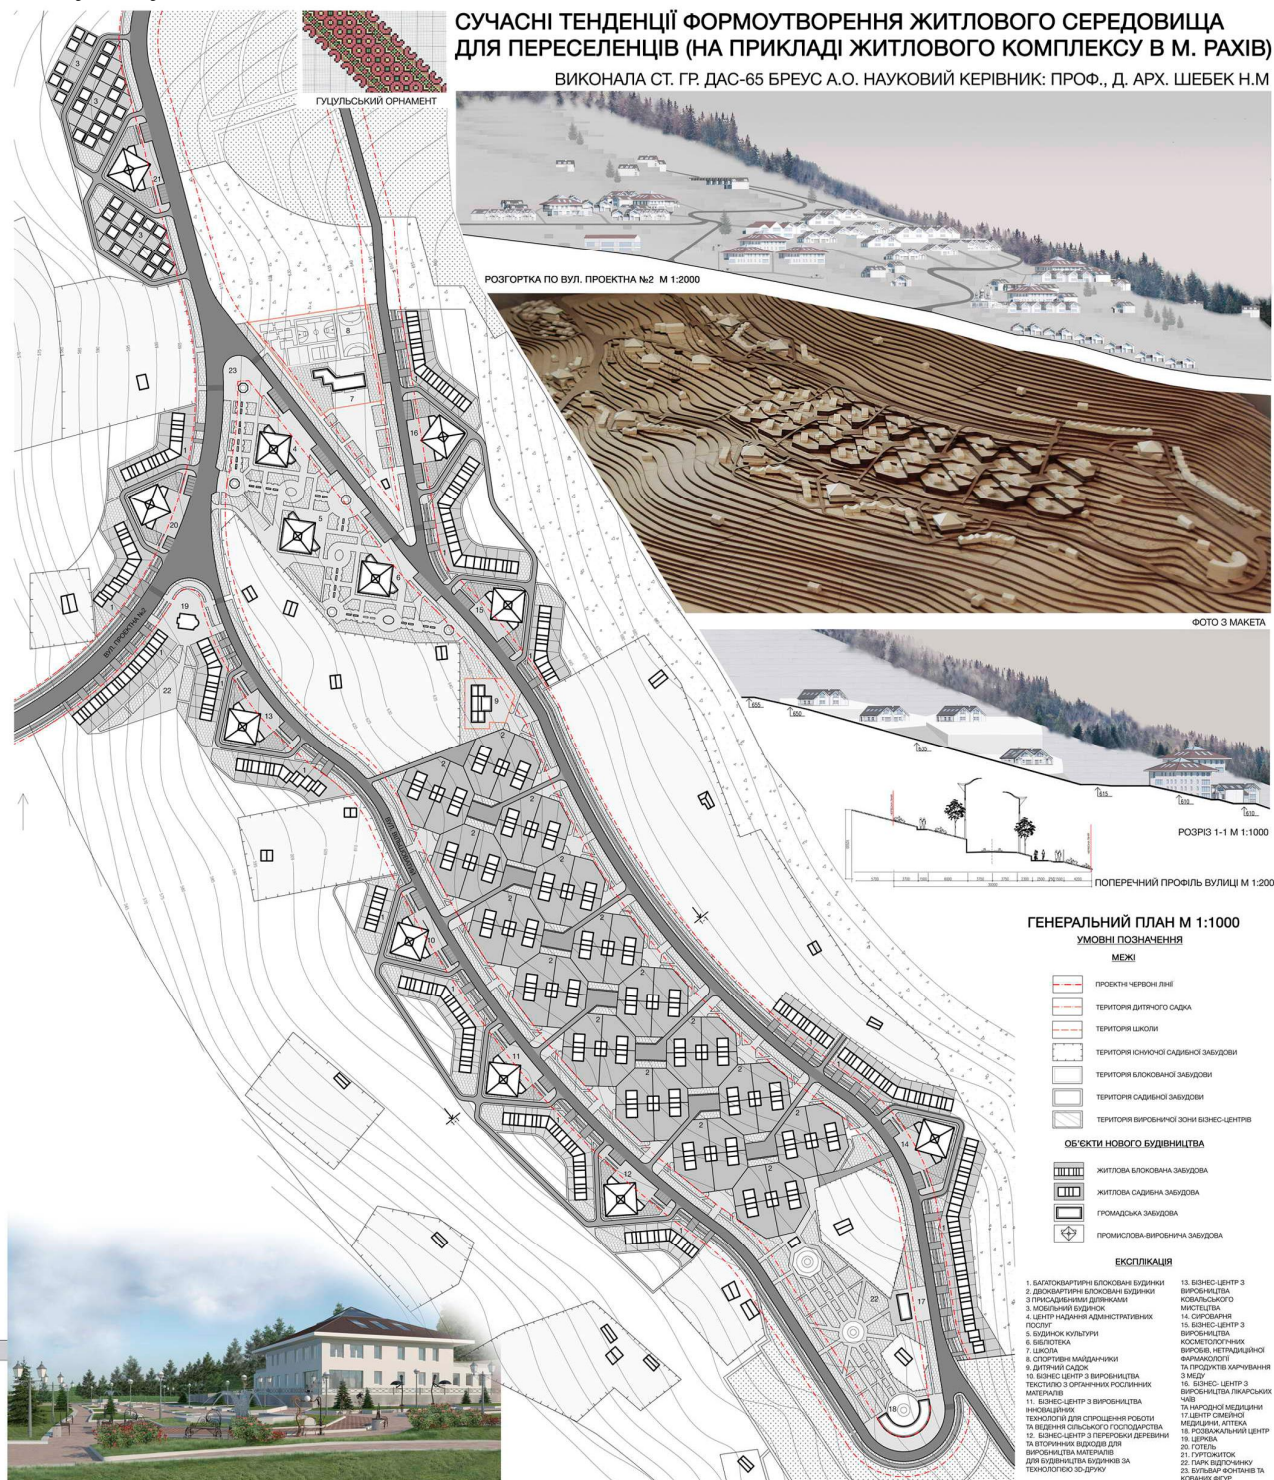 СУЧАСНІ ТЕНДЕНЦІЇ ФОРМОУТВОРЕННЯ ЖИТЛОВОГО СЕРЕДОВИЩА
ДЛЯ ПЕРЕСЕЛЕНЦІВ (НА ПРИКЛАДІ ЖИТЛОВОГО КОМПЛЕКСУ В М. РАХІВ)
ВИКОНАЛА СТ. ГР. ДАС-65 БРЕУС А.О. НАУКОВИЙ КЕРІВНИК: ПРОФ., Д. АРХ. ШЕБЕК Н.М
ГУЦУЛЬСЬКИЙ ОРНАМЕНТ
РОЗГОРТКА ПО ВУЛ. ПРОЕКТНА №2 М 1:2000
ФОТО З МАКЕТА
РОЗРІЗ 1-1 М 1:1000
ПОПЕРЕЧНИЙ ПРОФІЛЬ ВУЛИЦІ М 1:200
ВУЛ. ПРОЕКТНА №2
ГЕНЕРАЛЬНИЙ ПЛАН М 1:1000
УМОВНІ ПОЗНАЧЕННЯ
МЕЖІ
ПРОЕКТНІ ЧЕРВОНІ ЛІНІЇ
ТЕРИТОРІЯ ДИТЯЧОГО САДКА
ТЕРИТОРІЯ ШКОЛИ
ТЕРИТОРІЯ ІСНУЮЧОЇ САДИБНОЇ ЗАБУДОВИ
ТЕРИТОРІЯ БЛОКОВАНОЇ ЗАБУДОВИ
ТЕРИТОРІЯ САДИБНОЇ ЗАБУДОВИ
ТЕРИТОРІЯ ВИРОБНИЧОЇ ЗОНИ БІЗНЕС-ЦЕНТРІВ
ОБ'ЄКТИ НОВОГО БУДІВНИЦТВА
ЖИТЛОВА БЛОКОВАНА ЗАБУДОВА
ЖИТЛОВА САДИБНА ЗАБУДОВА
ГРОМАДСЬКА ЗАБУДОВА
ПРОМИСЛОВА-ВИРОБНИЧА ЗАБУДОВА
ЕКСПЛІКАЦІЯ
1. БАГАТОКВАРТИРНІ БЛОКОВАНІ БУДИНКИ
2. ДВОКВАРТИРНІ БЛОКОВАНІ БУДИНКИ
З ПРИСАДИБНИМИ ДІЛЯНКАМИ
3. МОБІЛЬНИЙ БУДИНОК
4. ЦЕНТР НАДАННЯ АДМІНІСТРАТИВНИХ
ПОСЛУГ
5. БУДИНОК КУЛЬТУРИ
6. БІБЛІОТЕКА
7. ШКОЛА
8. СПОРТИВНІ МАЙДАНЧИКИ
9. ДИТЯЧИЙ САДОК
10. БІЗНЕС ЦЕНТР З ВИРОБНИЦТВА
ТЕКСТИЛЮ З ОРГАНІЧНИХ РОСЛИННИХ
МАТЕРІАЛІВ
11. БІЗНЕС-ЦЕНТР З ВИРОБНИЦТВА
ІННОВАЦІЙНИХ
ТЕХНОЛОГІЙ ДЛЯ СПРОЩЕННЯ РОБОТИ
ТА ВЕДЕННЯ СІЛЬСЬКОГО ГОСПОДАРСТВА
12. БІЗНЕС-ЦЕНТР З ПЕРЕРОБКИ ДЕРЕВИНИ
ТА ВТОРИННИХ ВІДХОДІВ ДЛЯ
ВИРОБНИЦТВА МАТЕРІАЛІВ
ДЛЯ БУДІВНИЦТВА БУДИНКІВ ЗА
ТЕХНОЛОГІЄЮ 3D-ДРУКУ
13. БІЗНЕС-ЦЕНТР З
ВИРОБНИЦТВА
КОВАЛЬСЬКОГО
МИСТЕЦТВА
14. СИРОВАРНЯ
15. БІЗНЕС-ЦЕНТР З
ВИРОБНИЦТВА
КОСМЕТОЛОГІЧНИХ
ВИРОБІВ, НЕТРАДИЦІЙНОЇ
ФАРМАКОЛОГІЇ
ТА ПРОДУКТІВ ХАРЧУВАННЯ
З МЕДУ
16. БІЗНЕС- ЦЕНТР З
ВИРОБНИЦТВА ЛІКАРСЬКИХ
ЧАЇВ
ТА НАРОДНОЇ МЕДИЦИНИ
17.ЦЕНТР СІМЕЙНОЇ
МЕДИЦИНИ, АПТЕКА
18. РОЗВАЖАЛЬНИЙ ЦЕНТР
19. ЦЕРКВА
20. ГОТЕЛЬ
21. ГУРТОЖИТОК
22. ПАРК ВІДПОЧИНКУ
23. БУЛЬВАР ФОНТАНІВ ТА
КОВАНИХ ФІГУР